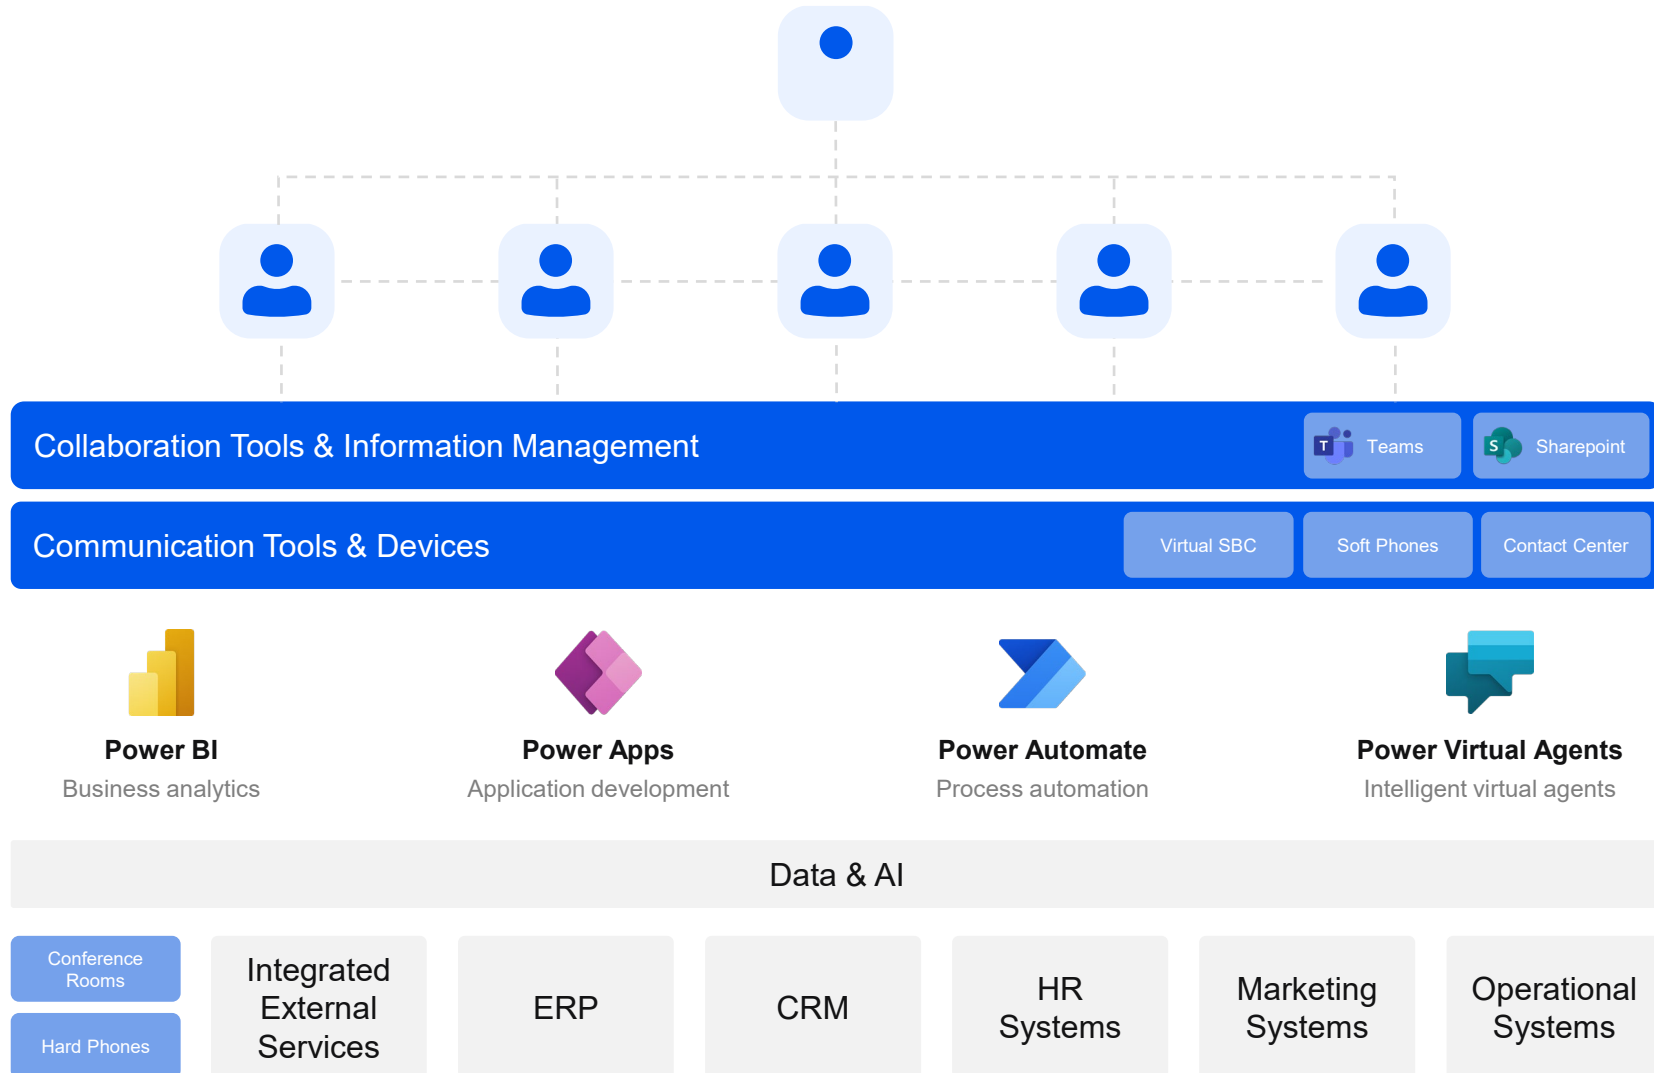 Collaboration Tools & Information Management
T Teams
S Sharepoint
Communication Tools & Devices
Virtual SBC
Soft Phones
Contact Center
Power BI
Business analytics
Power Apps
Application development
Power Automate
Process automation
Power Virtual Agents
Intelligent virtual agents
Data & AI
Conference
Rooms
Hard Phones
Integrated
External
Services
ERP
CRM
HR
Systems
Marketing
Systems
Operational
Systems